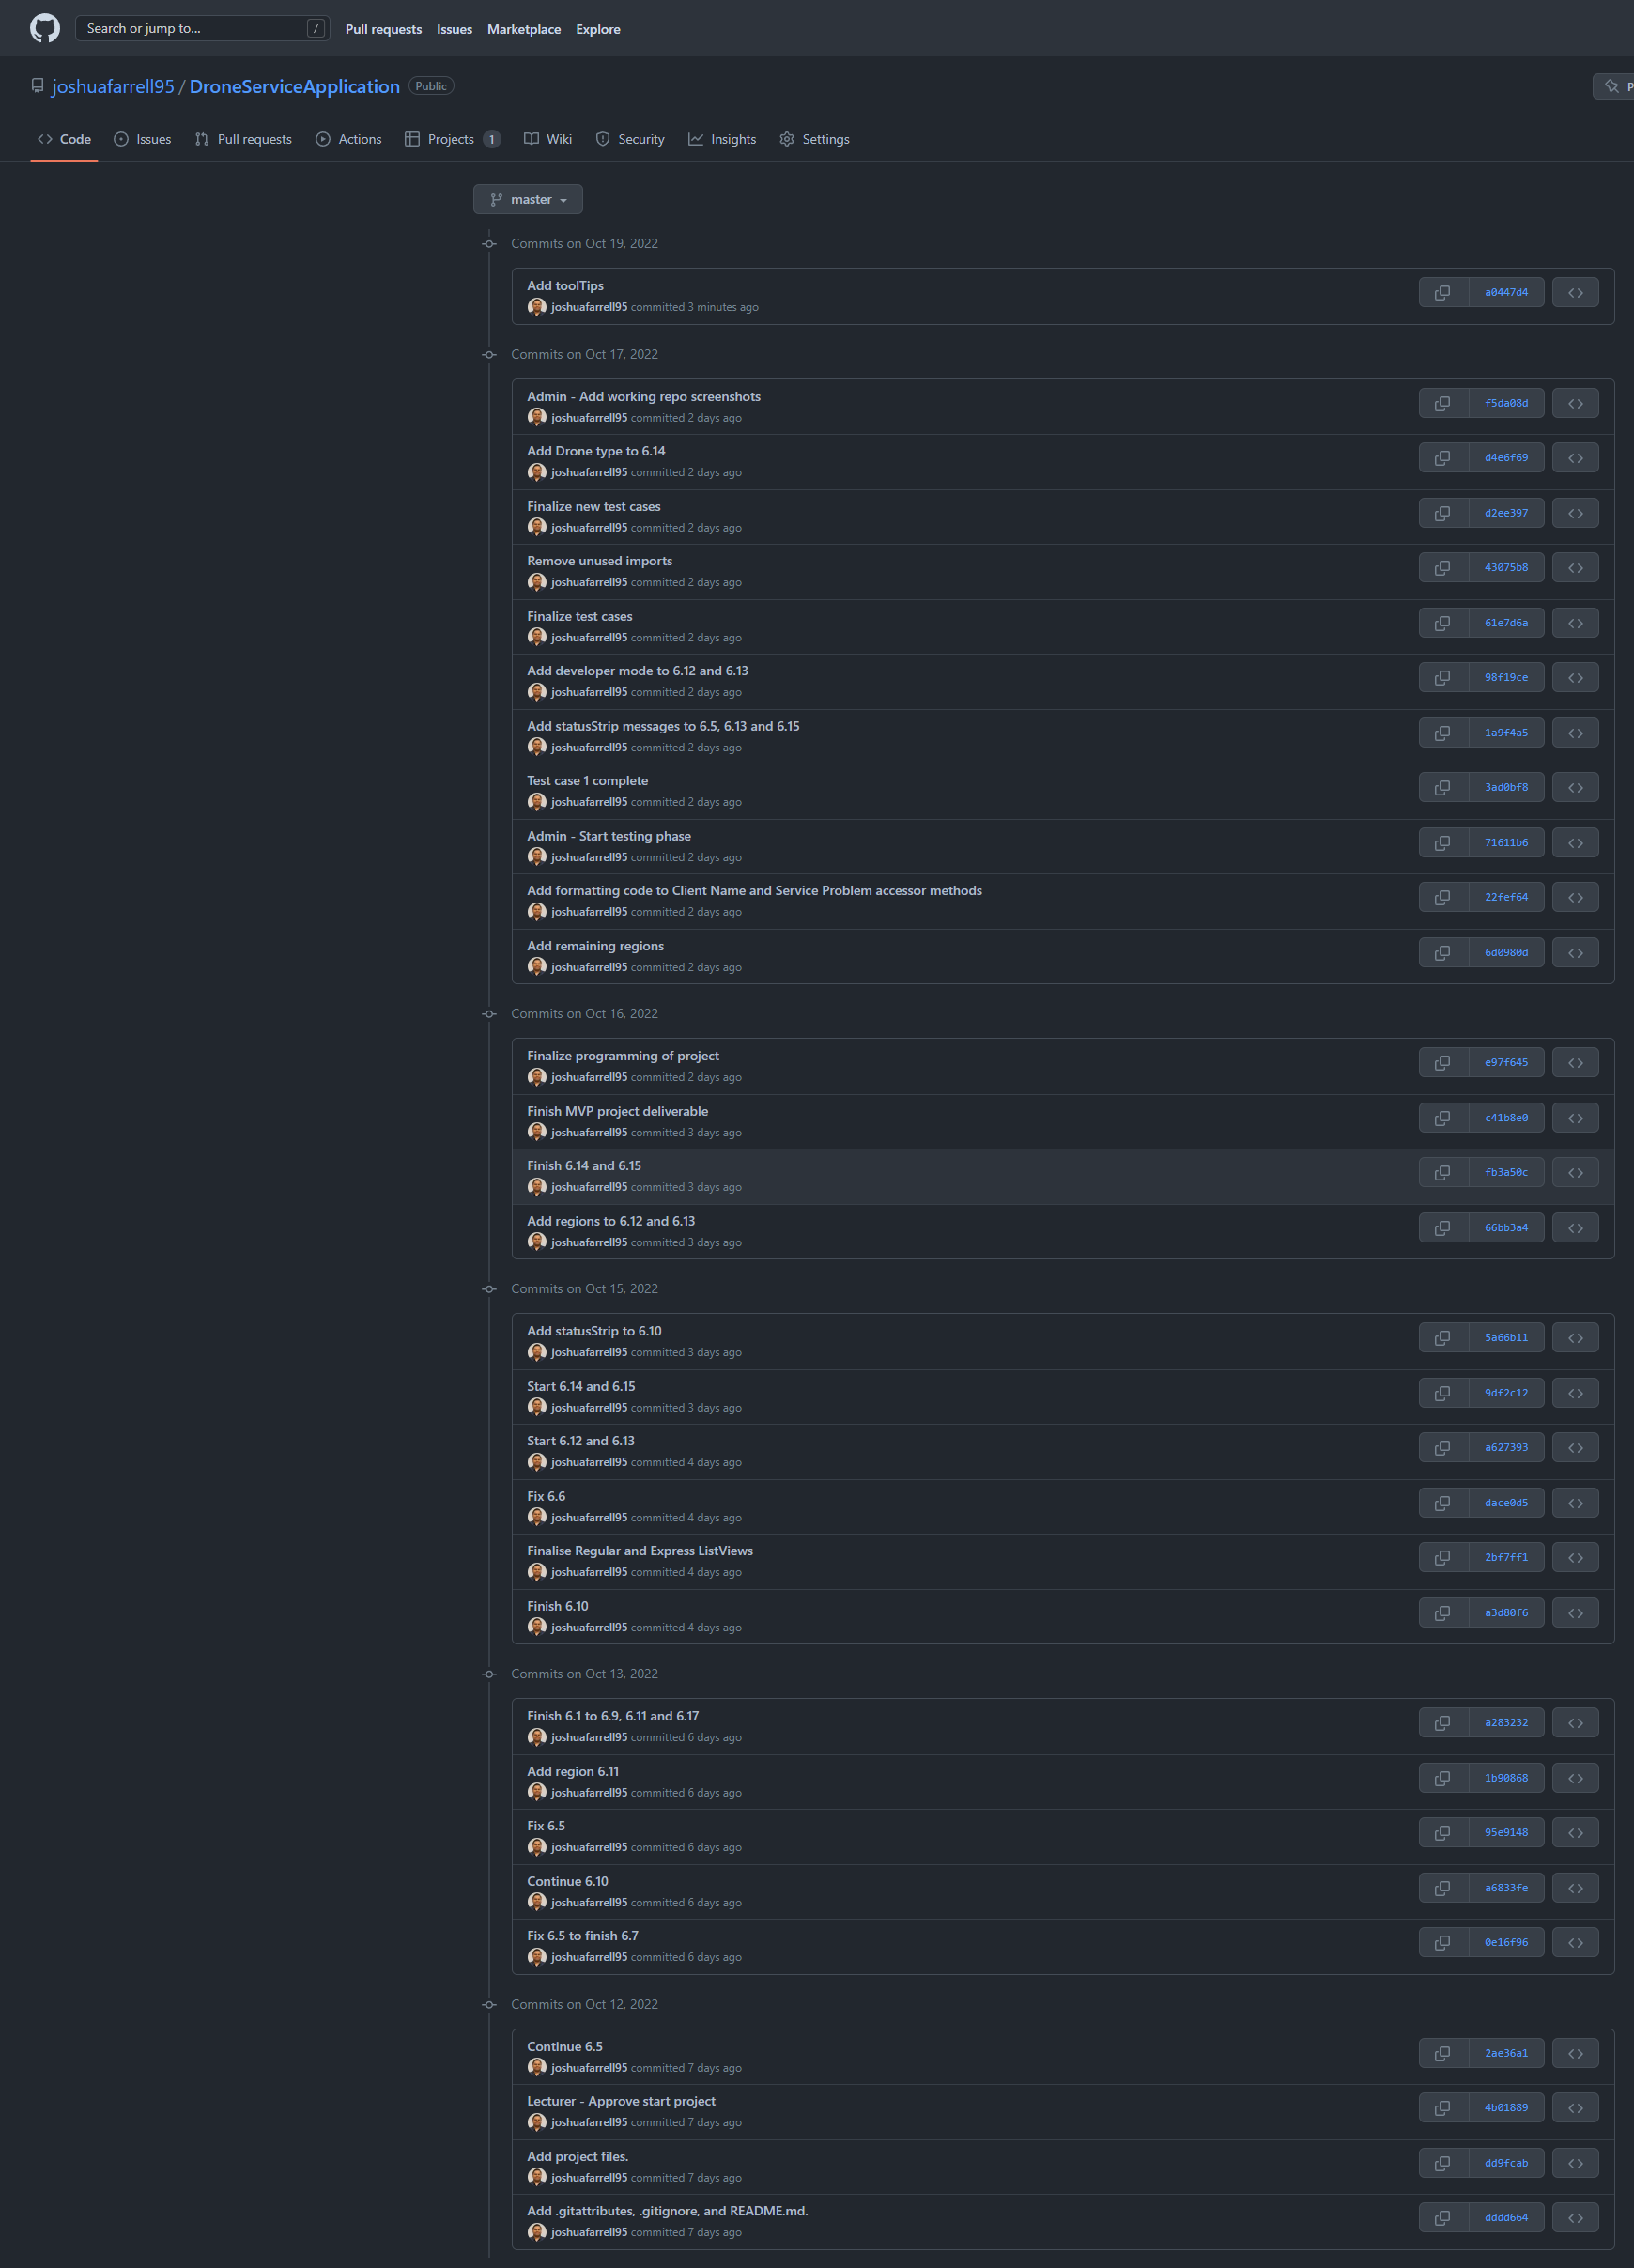 Search or jump to... /
Pull requests Issues Marketplace Explore
joshuafarrell95 / DroneServiceApplication Public
Code Issues Pull requests Actions Projects 1 Wiki Security Insights Settings
master
Commits on Oct 19, 2022
Add toolTips
joshuafarrell95 committed 3 minutes ago
a0447d4
Commits on Oct 17, 2022
Admin - Add working repo screenshots
joshuafarrell95 committed 2 days ago
f5da08d
Add Drone type to 6.14
joshuafarrell95 committed 2 days ago
d4e6f69
Finalize new test cases
joshuafarrell95 committed 2 days ago
d2ee397
Remove unused imports
joshuafarrell95 committed 2 days ago
43075b8
Finalize test cases
joshuafarrell95 committed 2 days ago
61e7d6a
Add developer mode to 6.12 and 6.13
joshuafarrell95 committed 2 days ago
98f19ce
Add statusStrip messages to 6.5, 6.13 and 6.15
joshuafarrell95 committed 2 days ago
1a9f4a5
Test case 1 complete
joshuafarrell95 committed 2 days ago
3ad0bf8
Admin - Start testing phase
joshuafarrell95 committed 2 days ago
71611b6
Add formatting code to Client Name and Service Problem accessor methods
joshuafarrell95 committed 2 days ago
22fef64
Add remaining regions
joshuafarrell95 committed 2 days ago
6d0980d
Commits on Oct 16, 2022
Finalize programming of project
joshuafarrell95 committed 2 days ago
e97f645
Finish MVP project deliverable
joshuafarrell95 committed 3 days ago
c41b8e0
Finish 6.14 and 6.15
joshuafarrell95 committed 3 days ago
fb3a50c
Add regions to 6.12 and 6.13
joshuafarrell95 committed 3 days ago
66bb3a4
Commits on Oct 15, 2022
Add statusStrip to 6.10
joshuafarrell95 committed 3 days ago
5a66b11
Start 6.14 and 6.15
joshuafarrell95 committed 3 days ago
9df2c12
Start 6.12 and 6.13
joshuafarrell95 committed 4 days ago
a627393
Fix 6.6
joshuafarrell95 committed 4 days ago
dace0d5
Finalise Regular and Express ListViews
joshuafarrell95 committed 4 days ago
2bf7ff1
Finish 6.10
joshuafarrell95 committed 4 days ago
a3d80f6
Commits on Oct 13, 2022
Finish 6.1 to 6.9, 6.11 and 6.17
joshuafarrell95 committed 6 days ago
a283232
Add region 6.11
joshuafarrell95 committed 6 days ago
1b90868
Fix 6.5
joshuafarrell95 committed 6 days ago
95e9148
Continue 6.10
joshuafarrell95 committed 6 days ago
a6833fe
Fix 6.5 to finish 6.7
joshuafarrell95 committed 6 days ago
0e16f96
Commits on Oct 12, 2022
Continue 6.5
joshuafarrell95 committed 7 days ago
2ae36a1
Lecturer - Approve start project
joshuafarrell95 committed 7 days ago
4b01889
Add project files.
joshuafarrell95 committed 7 days ago
dd9fcab
Add .gitattributes, .gitignore, and README.md.
joshuafarrell95 committed 7 days ago
dddd664